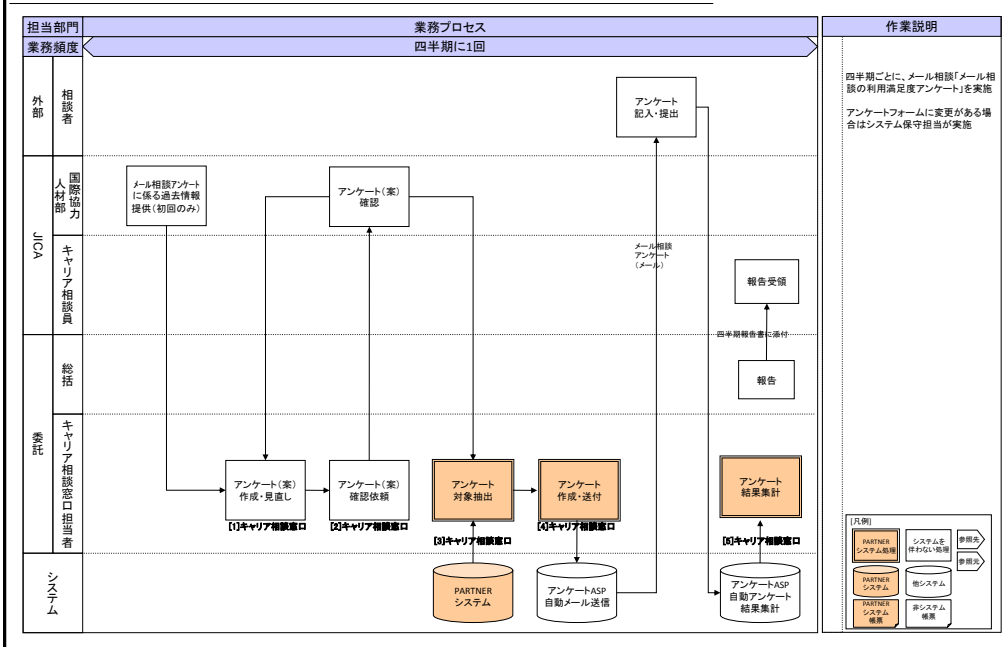 担当部門
業務プロセス
作業説明
業務頻度
四半期に1回
外部
相談者
アンケート
記入・提出
四半期ごとに、メール相談「メール相
談の利用満足度アンケート」を実施
アンケートフォームに変更がある場
合はシステム保守担当が実施
JICA
国際協力
人材部
メール相談アンケート
に係る過去情報
提供(初回のみ)
アンケート(案)
確認
キャリア相談員
メール相談
アンケート
(メール)
報告受領
四半期報告書に添付
委託
総括
報告
キャリア相談窓口担当者
アンケート(案)
作成・見直し
[1]キャリア相談窓口
アンケート(案)
確認依頼
[2]キャリア相談窓口
アンケート
対象抽出
[3]キャリア相談窓口
アンケート
作成・送付
[4]キャリア相談窓口
アンケート
結果集計
[5]キャリア相談窓口
システム
PARTNER
システム
アンケートASP
自動メール送信
アンケートASP
自動アンケート
結果集計
[凡例]
PARTNER
システム処理
システムを
伴わない処理
参照先
参照元
PARTNER
システム
他システム
PARTNER
システム
帳票
非システム
帳票